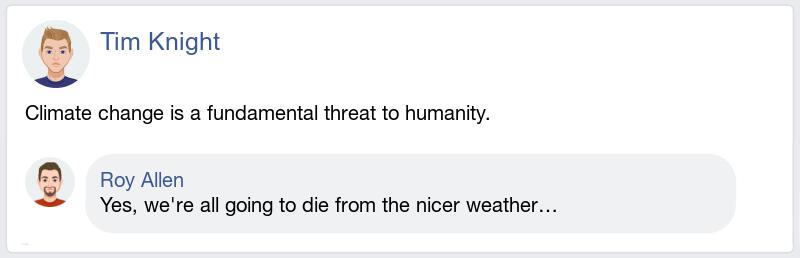 Tim Knight
Climate change is a fundamental threat to humanity.
Roy Allen
Yes, we're all going to die from the nicer weather…